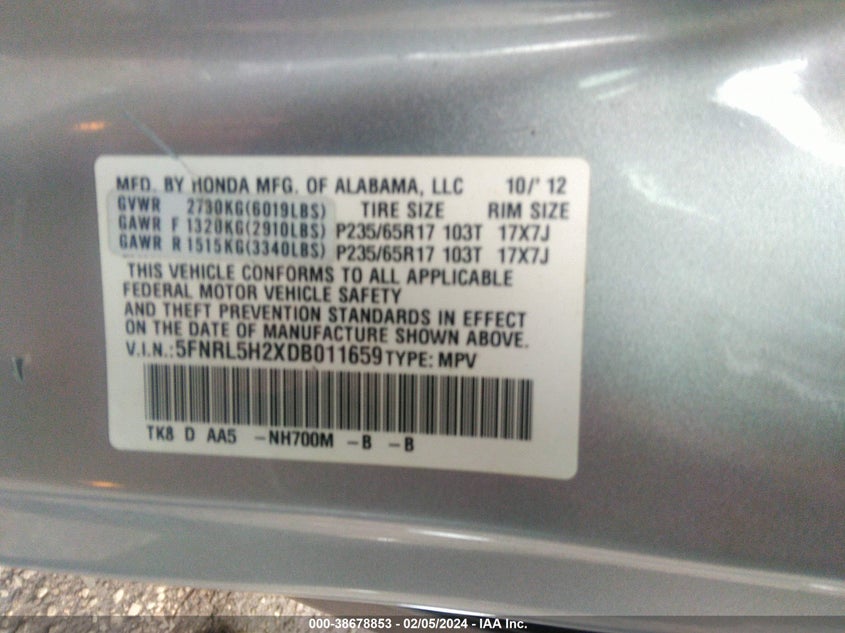 MFD. BY HONDA MFG. OF ALABAMA, LLC 10/' 12
GVWR 2730KG(6019LBS) TIRE SIZE RIM SIZE
GAWR F 1320KG(2910LBS) P235/65R17 103T 17X7J
GAWR R 1515KG(3340LBS) P235/65R17 103T 17X7J
THIS VEHICLE CONFORMS TO ALL APPLICABLE
FEDERAL MOTOR VEHICLE SAFETY
AND THEFT PREVENTION STANDARDS IN EFFECT
ON THE DATE OF MANUFACTURE SHOWN ABOVE.
V.I.N.:5FNRL5H2XDB011659 TYPE: MPV
TK8 D AA5 -NH700M -B -B
000-38678853 - 02/05/2024 - IAA Inc.